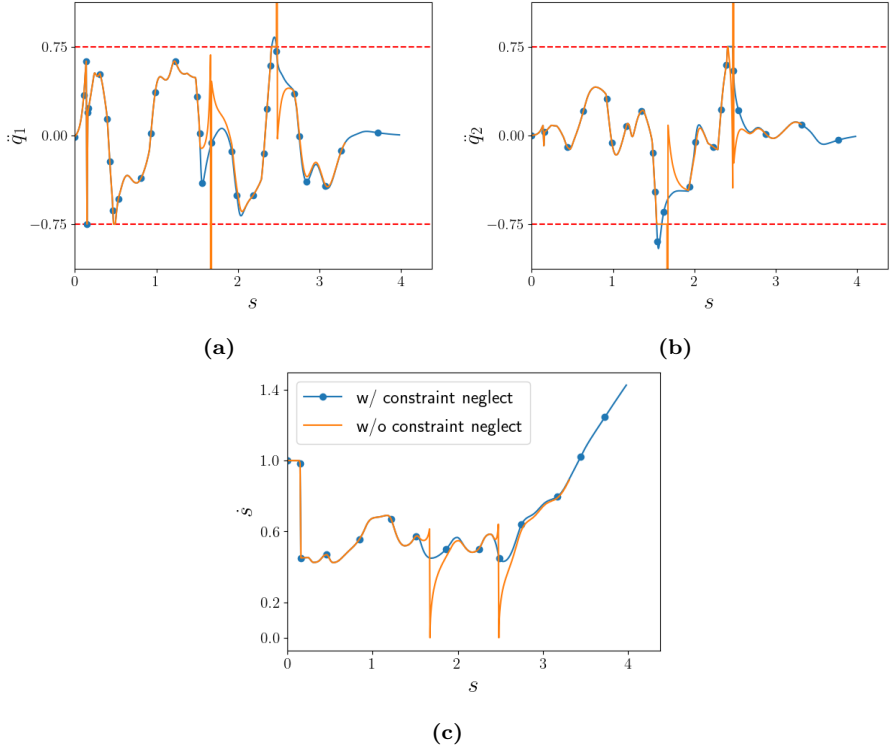 0.75
0.00
−0.75
q̈₁
0 1 2 3 4
s
(a)
0.75
0.00
−0.75
q̈₂
0 1 2 3 4
s
(b)
1.4
1.0
0.6
0.2
0.0
ṡ
w/ constraint neglect
w/o constraint neglect
0 1 2 3 4
s
(c)